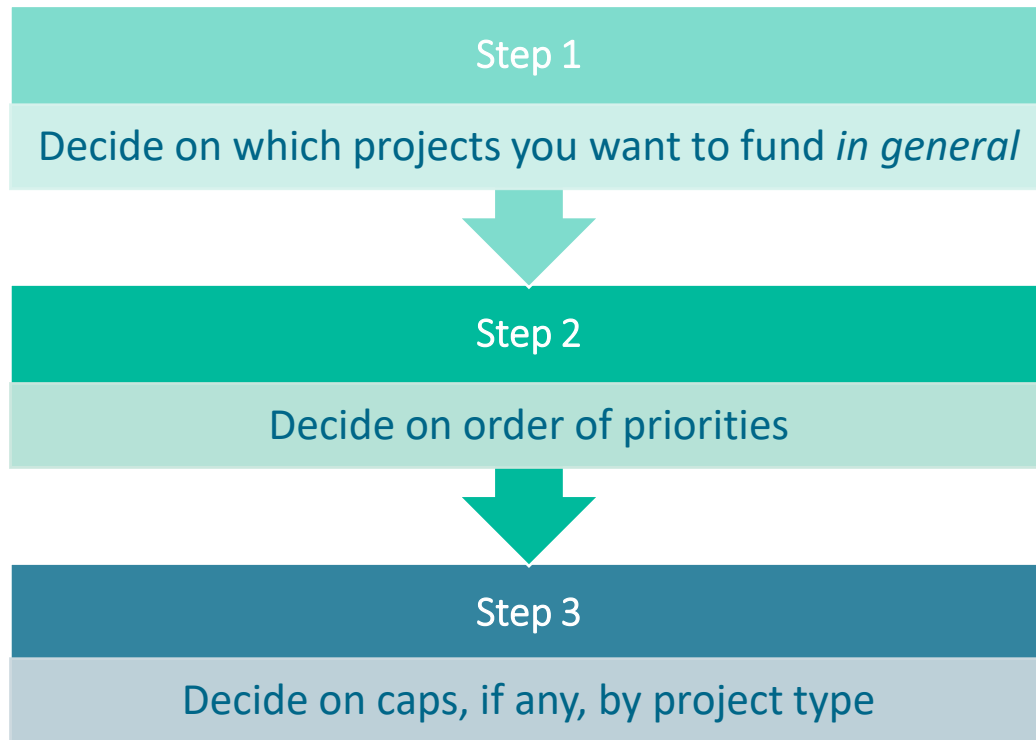 Step 1
Decide on which projects you want to fund in general
Step 2
Decide on order of priorities
Step 3
Decide on caps, if any, by project type